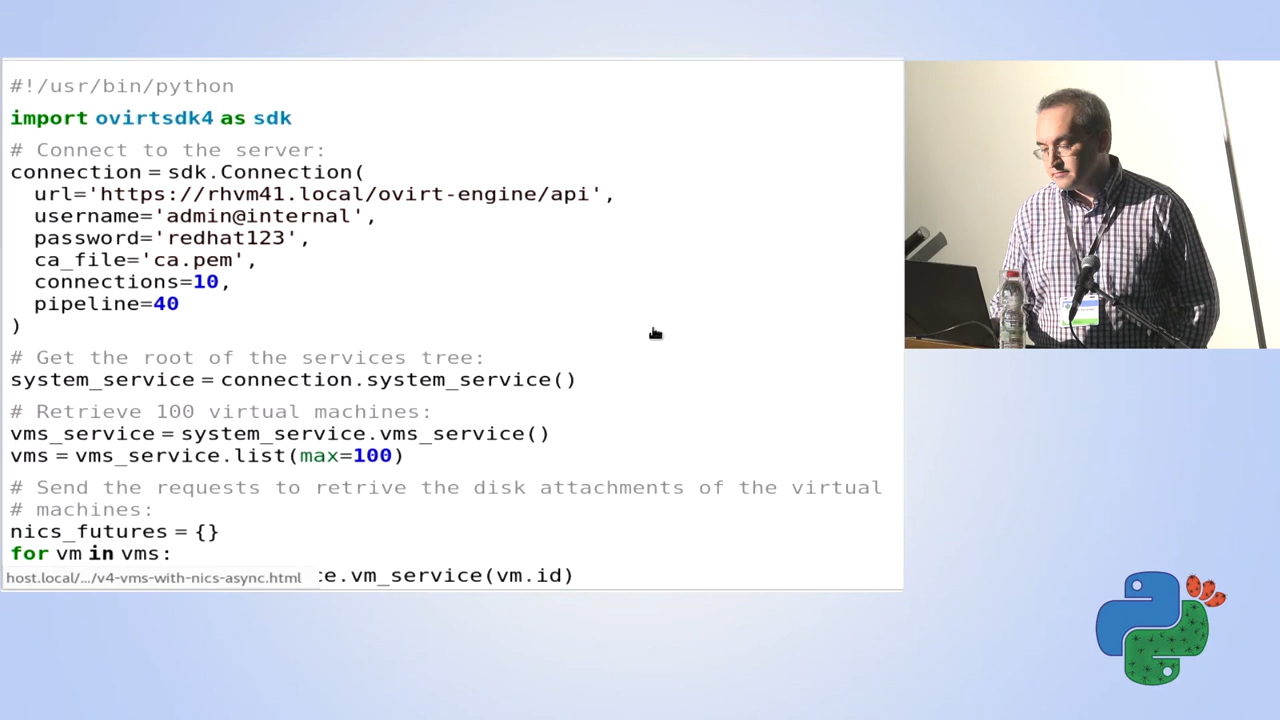 #!/usr/bin/python
import ovirtsdk4 as sdk
# Connect to the server:
connection = sdk.Connection(
url='https://rhvm41.local/ovirt-engine/api',
username='admin@internal',
password='redhat123',
ca_file='ca.pem',
connections=10,
pipeline=40
)
# Get the root of the services tree:
system_service = connection.system_service()
# Retrieve 100 virtual machines:
vms_service = system_service.vms_service()
vms = vms_service.list(max=100)
# Send the requests to retrive the disk attachments of the virtual
# machines:
nics_futures = {}
for vm in vms:
host.local/.../v4-vms-with-nics-async.html
e.vm_service(vm.id)